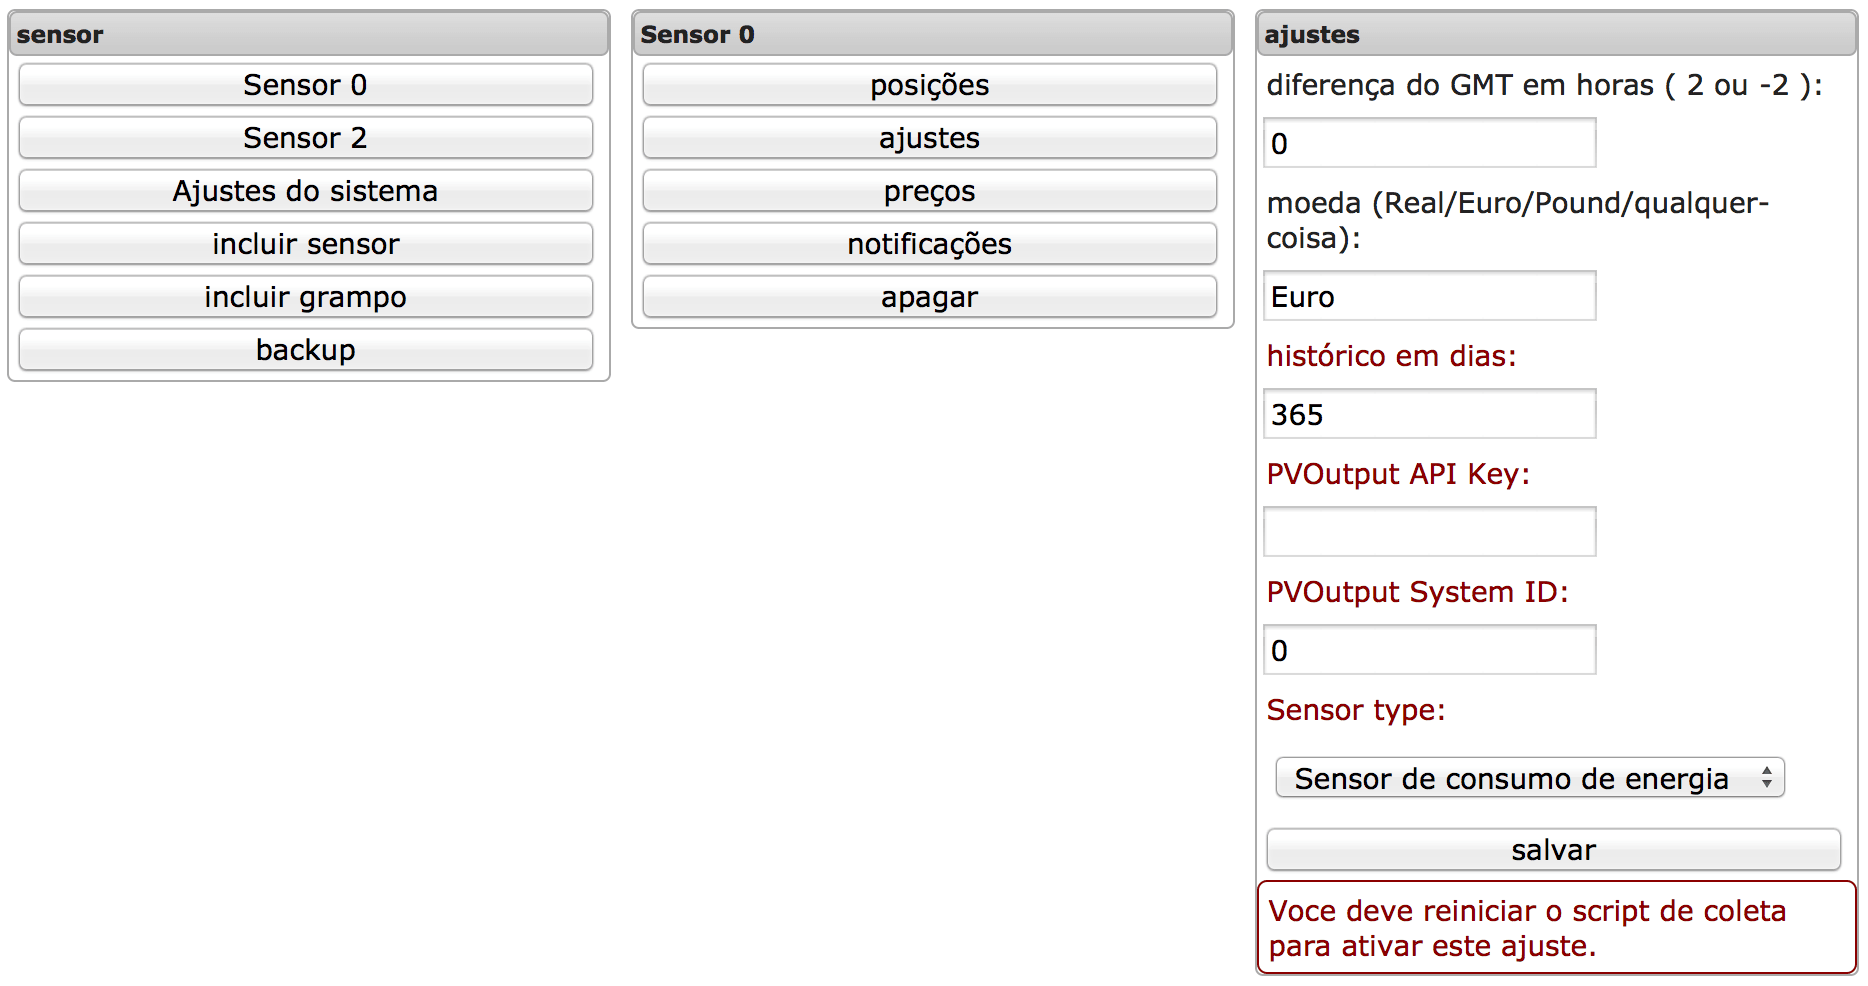 sensor
Sensor 0
Sensor 2
Ajustes do sistema
incluir sensor
incluir grampo
backup
Sensor 0
posições
ajustes
preços
notificações
apagar
ajustes
diferença do GMT em horas ( 2 ou -2 ):
0
moeda (Real/Euro/Pound/qualquer-
coisa):
Euro
histórico em dias:
365
PVOutput API Key:
PVOutput System ID:
0
Sensor type:
Sensor de consumo de energia
salvar
Voce deve reiniciar o script de coleta
para ativar este ajuste.